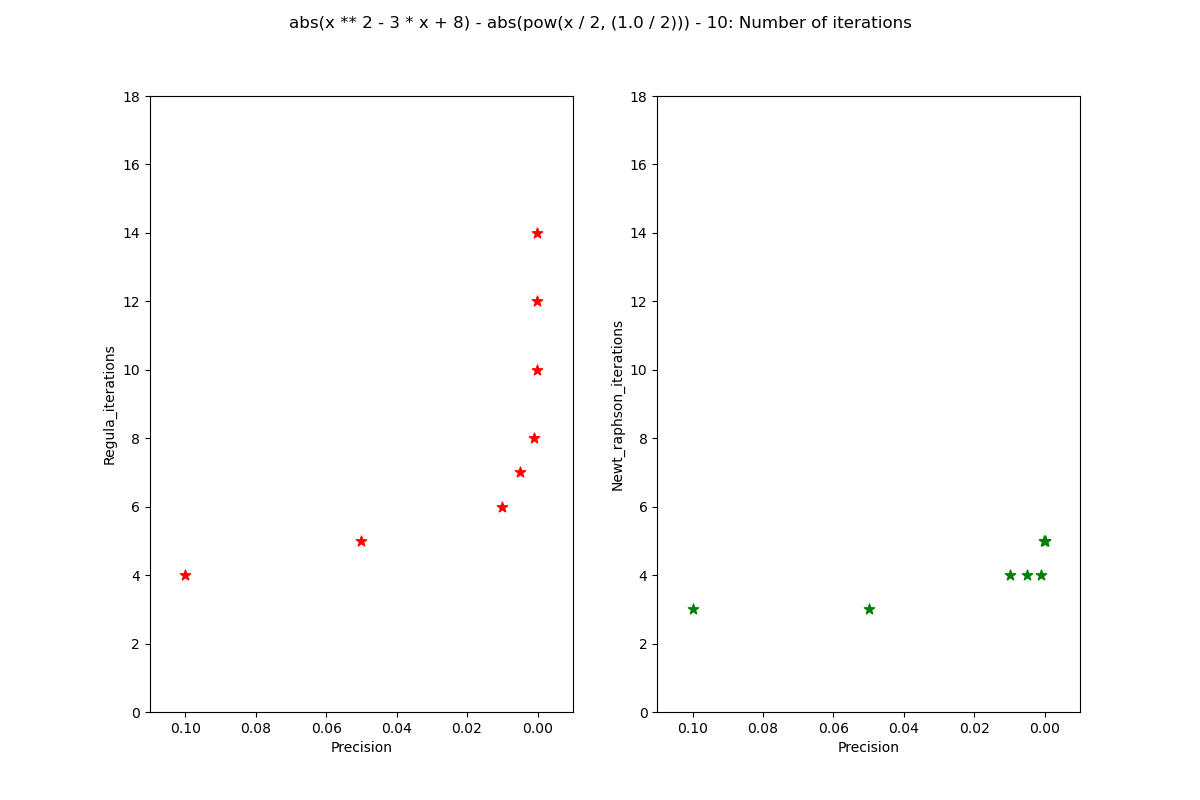 abs(x ** 2 - 3 * x + 8) - abs(pow(x / 2, (1.0 / 2))) - 10: Number of iterations
18
16
14
12
10
8
6
4
2
0
Regula_iterations
0.10 0.08 0.06 0.04 0.02 0.00
Precision
18
16
14
12
10
8
6
4
2
0
Newt_raphson_iterations
0.10 0.08 0.06 0.04 0.02 0.00
Precision